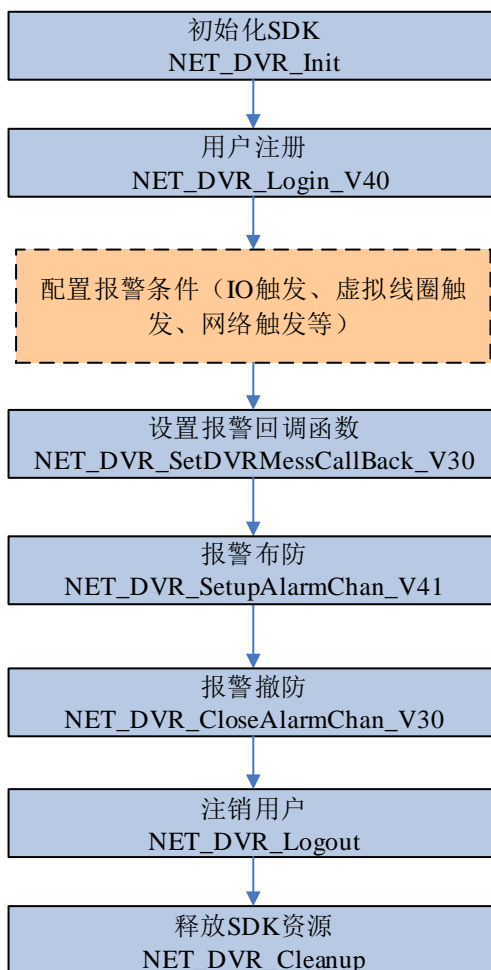 初始化SDK
NET_DVR_Init
用户注册
NET_DVR_Login_V40
配置报警条件（IO触发、虚拟线圈触
发、网络触发等）
设置报警回调函数
NET_DVR_SetDVRMessCallBack_V30
报警布防
NET_DVR_SetupAlarmChan_V41
报警撤防
NET_DVR_CloseAlarmChan_V30
注销用户
NET_DVR_Logout
释放SDK资源
NET_DVR_Cleanup